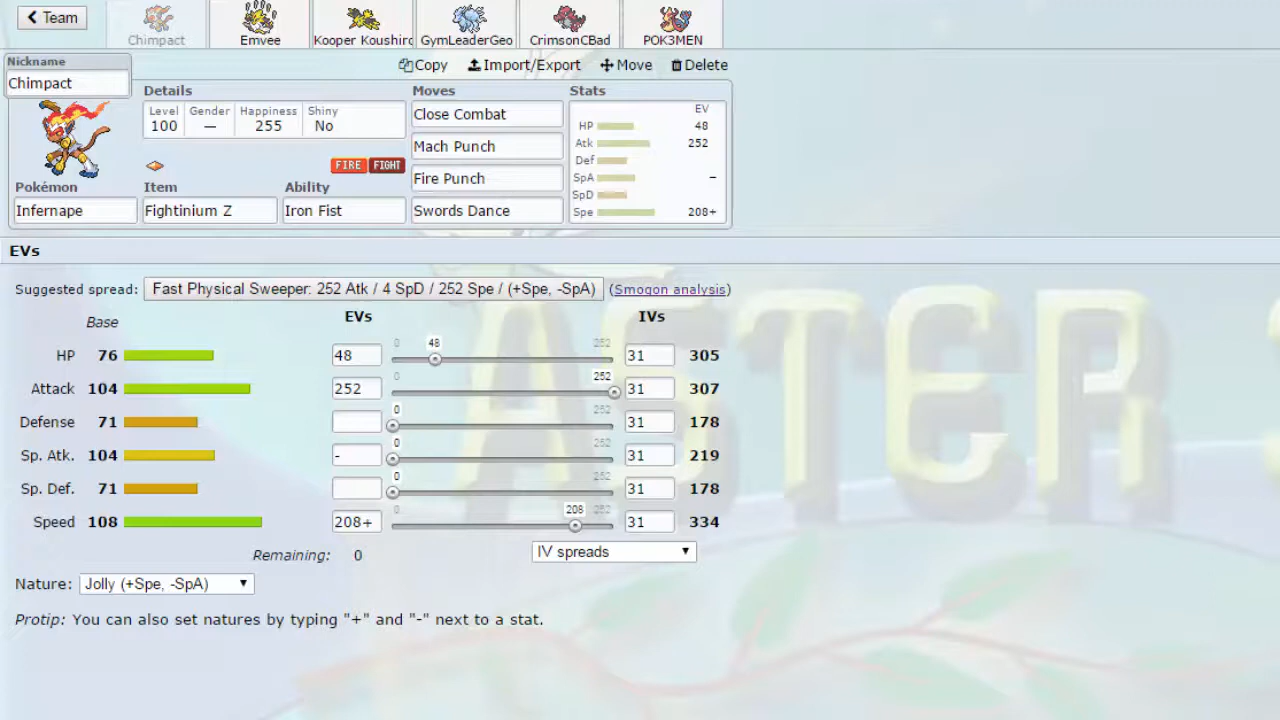 Team
Chimpact
Emvee
Kooper Koushirc
GymLeaderGeo
CrimsonCBad
POK3MEN
Nickname
Chimpact
Copy
Import/Export
Move
Delete
Details
Level Gender Happiness Shiny
100 — 255 No
FIRE FIGHT
Pokémon
Infernape
Item
Fightinium Z
Ability
Iron Fist
Moves
Close Combat
Mach Punch
Fire Punch
Swords Dance
Stats
EV
HP 48
Atk 252
Def
SpA –
SpD
Spe 208+
EVs
Suggested spread: Fast Physical Sweeper: 252 Atk / 4 SpD / 252 Spe / (+Spe, -SpA) (Smogon analysis)
Base EVs IVs
HP 76 48 0 48 252 31 305
Attack 104 252 0 252 31 307
Defense 71 0 252 31 178
Sp. Atk. 104 - 0 252 31 219
Sp. Def. 71 0 252 31 178
Speed 108 208+ 0 208 252 31 334
Remaining: 0
IV spreads
Nature: Jolly (+Spe, -SpA)
Protip: You can also set natures by typing "+" and "-" next to a stat.
ASTER